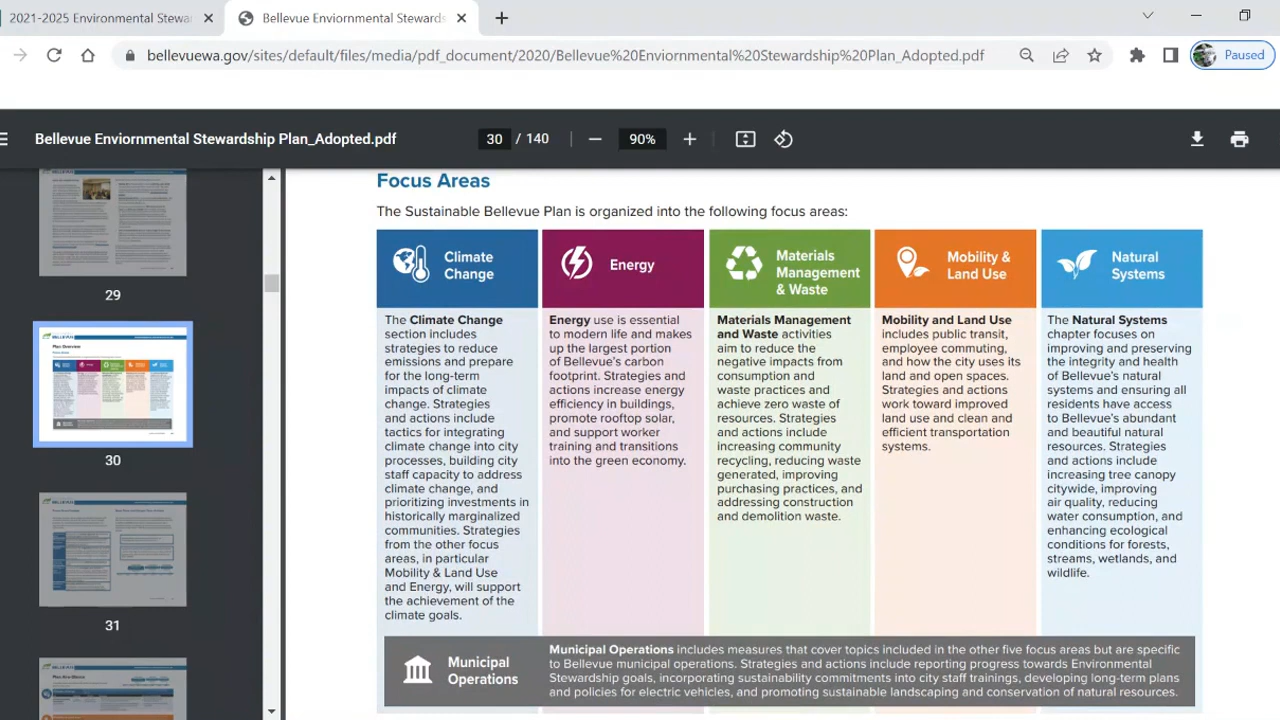 2021-2025 Environmental Stewar
Bellevue Enviornmental Stewards
bellevuewa.gov/sites/default/files/media/pdf_document/2020/Bellevue%20Enviornmental%20Stewardship%20Plan_Adopted.pdf
Paused
Bellevue Enviornmental Stewardship Plan_Adopted.pdf
30 / 140
90%
29
30
31
Focus Areas
The Sustainable Bellevue Plan is organized into the following focus areas:
Climate
Change
The Climate Change
section includes
strategies to reduce
emissions and prepare
for the long-term
impacts of climate
change. Strategies
and actions include
tactics for integrating
climate change into city
processes, building city
staff capacity to address
climate change, and
prioritizing investments in
historically marginalized
communities. Strategies
from the other focus
areas, in particular
Mobility & Land Use
and Energy, will support
the achievement of the
climate goals.
Energy
Energy use is essential
to modern life and makes
up the largest portion
of Bellevue's carbon
footprint. Strategies and
actions increase energy
efficiency in buildings,
promote rooftop solar,
and support worker
training and transitions
into the green economy.
Materials
Management
& Waste
Materials Management
and Waste activities
aim to reduce the
negative impacts from
consumption and
waste practices and
achieve zero waste of
resources. Strategies
and actions include
increasing community
recycling, reducing waste
generated, improving
purchasing practices, and
addressing construction
and demolition waste.
Mobility &
Land Use
Mobility and Land Use
includes public transit,
employee commuting,
and how the city uses its
land and open spaces.
Strategies and actions
work toward improved
land use and clean and
efficient transportation
systems.
Natural
Systems
The Natural Systems
chapter focuses on
improving and preserving
the integrity and health
of Bellevue's natural
systems and ensuring all
residents have access
to Bellevue's abundant
and beautiful natural
resources. Strategies
and actions include
increasing tree canopy
citywide, improving
air quality, reducing
water consumption, and
enhancing ecological
conditions for forests,
streams, wetlands, and
wildlife.
Municipal
Operations
Municipal Operations includes measures that cover topics included in the other five focus areas but are specific
to Bellevue municipal operations. Strategies and actions include reporting progress towards Environmental
Stewardship goals, incorporating sustainability commitments into city staff trainings, developing long-term plans
and policies for electric vehicles, and promoting sustainable landscaping and conservation of natural resources.